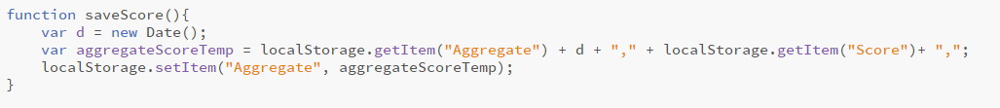 function saveScore(){
    var d = new Date();
    var aggregateScoreTemp = localStorage.getItem("Aggregate") + d + "," + localStorage.getItem("Score")+ ",";
    localStorage.setItem("Aggregate", aggregateScoreTemp);
}